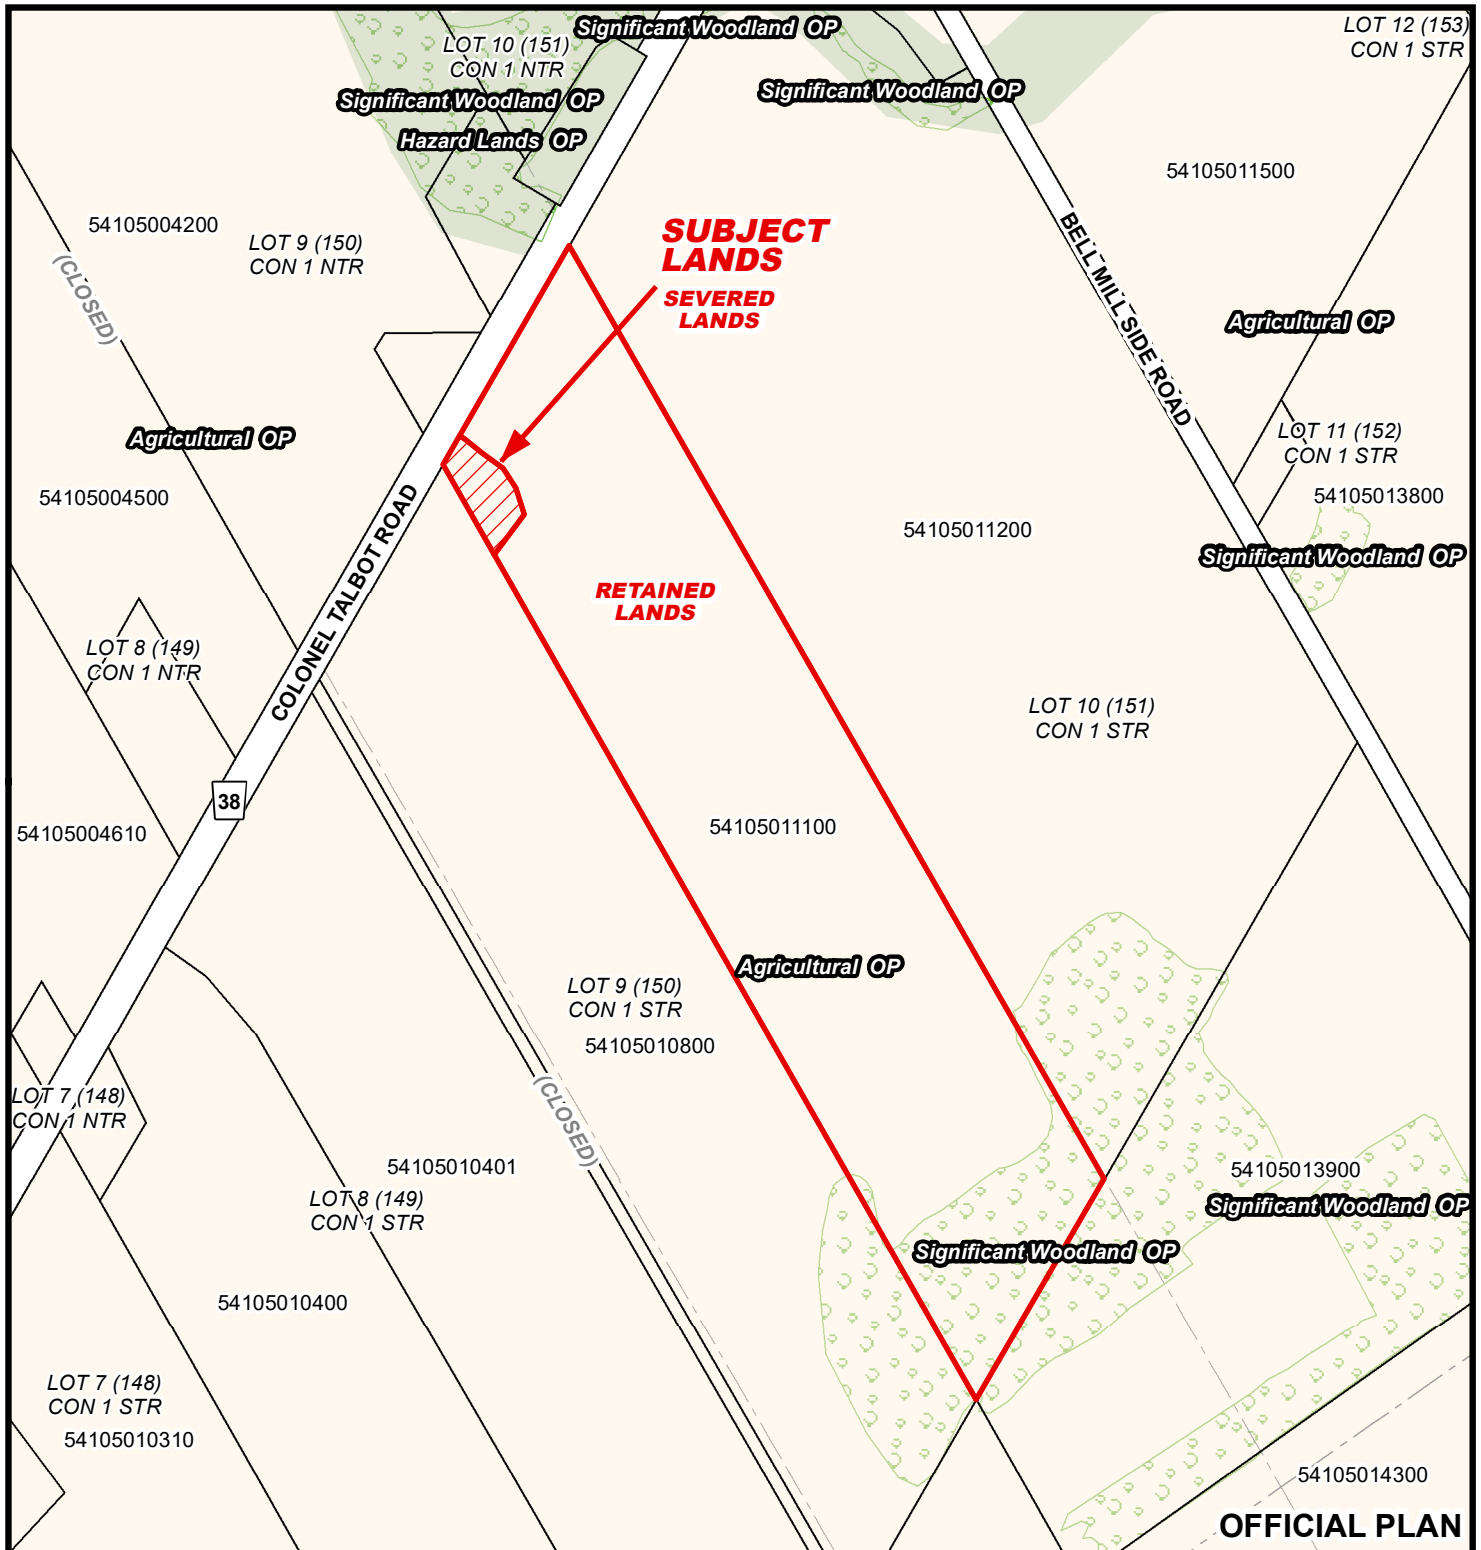 Significant Woodland OP
LOT 12 (153)
CON 1 STR
LOT 10 (151)
CON 1 NTR
Significant Woodland OP
Significant Woodland OP
Hazard Lands OP
54105011500
54105004200
LOT 9 (150)
CON 1 NTR
SUBJECT
LANDS
SEVERED
LANDS
(CLOSED)
BELL MILL SIDE ROAD
Agricultural OP
Agricultural OP
LOT 11 (152)
CON 1 STR
54105013800
54105004500
54105011200
COLONEL TALBOT ROAD
Significant Woodland OP
RETAINED
LANDS
LOT 8 (149)
CON 1 NTR
LOT 10 (151)
CON 1 STR
38
54105004610
54105011100
Agricultural OP
LOT 9 (150)
CON 1 STR
54105010800
LOT 7 (148)
CON 1 NTR
(CLOSED)
54105010401
54105013900
LOT 8 (149)
CON 1 STR
Significant Woodland OP
Significant Woodland OP
54105010400
LOT 7 (148)
CON 1 STR
54105010310
54105014300
OFFICIAL PLAN